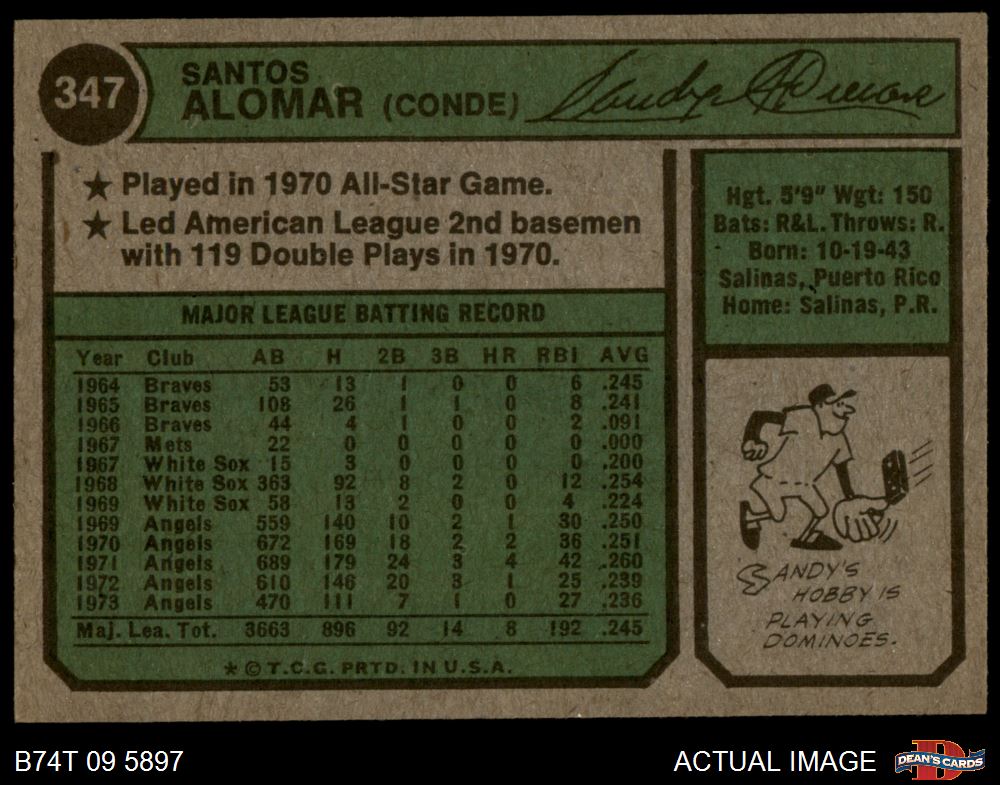 347
SANTOS
ALOMAR (CONDE)
Sandy Alomar
★ Played in 1970 All-Star Game.
★ Led American League 2nd basemen
with 119 Double Plays in 1970.
Hgt. 5'9" Wgt: 150
Bats: R&L. Throws: R.
Born: 10-19-43
Salinas, Puerto Rico
Home: Salinas, P.R.
MAJOR LEAGUE BATTING RECORD
Year Club AB H 2B 3B HR RBI AVG
1964 Braves 53 13 1 0 0 6 .245
1965 Braves 108 26 1 1 0 8 .241
1966 Braves 44 4 1 0 0 2 .091
1967 Mets 22 0 0 0 0 0 .000
1967 White Sox 15 3 0 0 0 0 .200
1968 White Sox 363 92 8 2 0 12 .254
1969 White Sox 58 13 2 0 0 4 .224
1969 Angels 559 140 10 2 1 30 .250
1970 Angels 672 169 18 2 2 36 .251
1971 Angels 689 179 24 3 4 42 .260
1972 Angels 610 146 20 3 1 25 .239
1973 Angels 470 111 7 1 0 27 .236
Maj. Lea. Tot. 3663 896 92 14 8 192 .245
* © T.C.G. PRTD. IN U.S.A.
SANDY'S
HOBBY IS
PLAYING
DOMINOES.
B74T 09 5897
ACTUAL IMAGE
D
DEAN'S CARDS